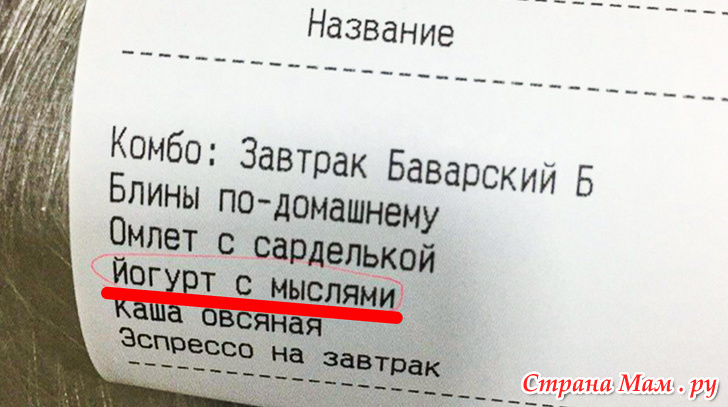 Название
Комбо: Завтрак Баварский Б
Блины по-домашнему
Омлет с сарделькой
Йогурт с мыслями
Каша овсяная
Эспрессо на завтрак
Страна Мам.ру